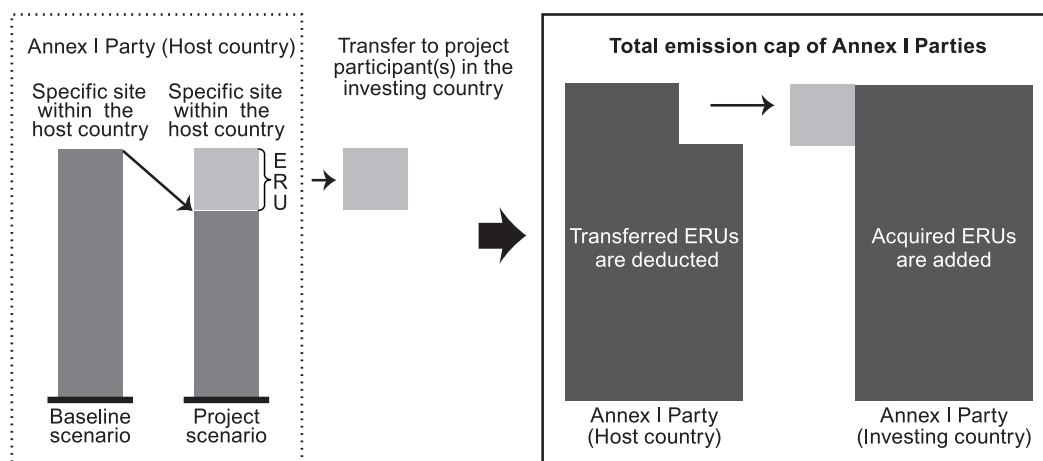 Annex I Party (Host country)
Specific site
within the
host country
Specific site
within the
host country
E
R
U
Baseline
scenario
Project
scenario
Transfer to project
participant(s) in the
investing country
Total emission cap of Annex I Parties
Transferred ERUs
are deducted
Acquired ERUs
are added
Annex I Party
(Host country)
Annex I Party
(Investing country)